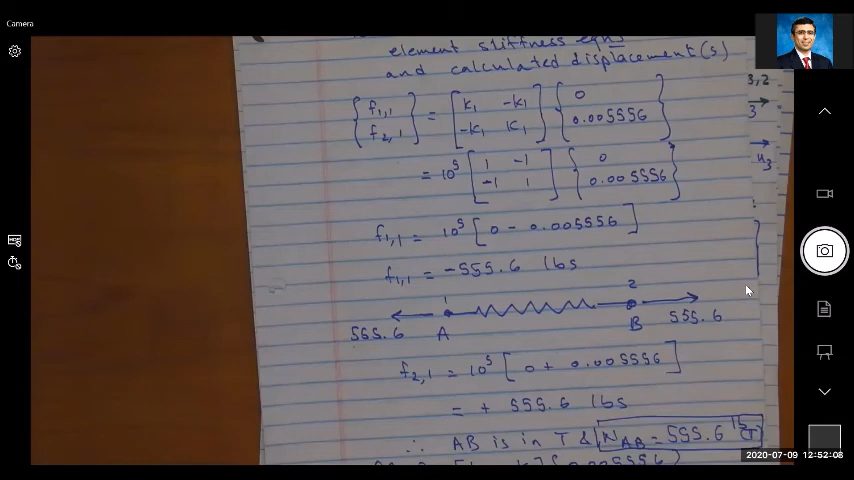 Camera
element stiffness eqns
and calculated displacement(s)
{f1,1 f2,1} = [k1 -k1 -k1 k1] {0 0.005556}
3,2
3
= 10^5 [1 -1 -1 1] {0 0.005556}
u3
f1,1 = 10^5 [0 - 0.005556]
f1,1 = -555.6 lbs
1 2
555.6 A B 555.6
f2,1 = 10^5 [0 + 0.005556]
= + 555.6 lbs
∴ AB is in T & NAB = 555.6 lb (T)
2020-07-09 12:52:08